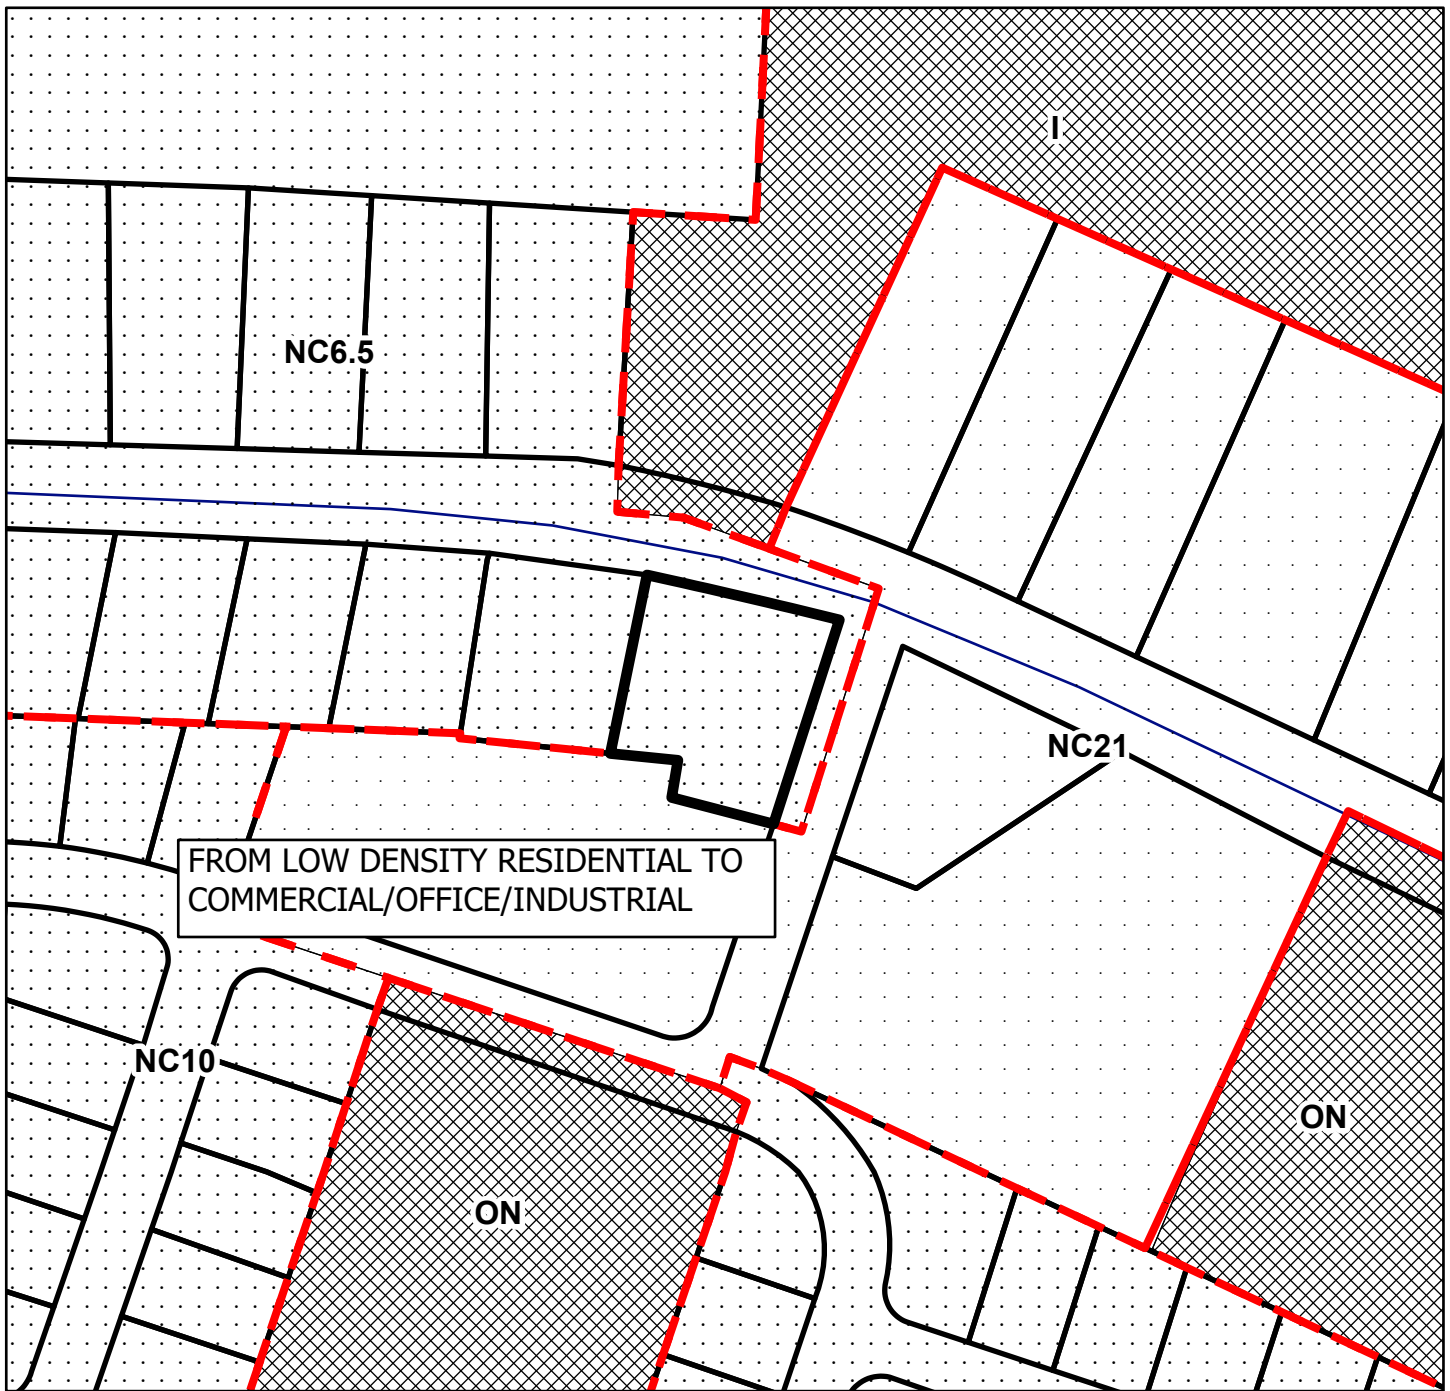 I
NC6.5
NC21
FROM LOW DENSITY RESIDENTIAL TO
COMMERCIAL/OFFICE/INDUSTRIAL
NC10
ON
ON